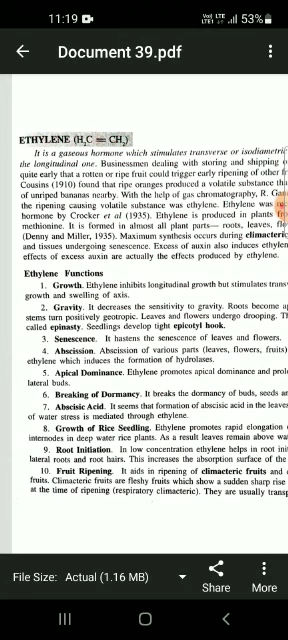 11:19
Vo) LTE
LTE1
53%
Document 39.pdf
ETHYLENE (H₂C = CH₂)
It is a gaseous hormone which stimulates transverse or isodiametric
the longitudinal one. Businessmen dealing with storing and shipping
quite early that a rotten or ripe fruit could trigger early ripening of other
Cousins (1910) found that ripe oranges produced a volatile substance
of unriped bananas nearby. With the help of gas chromatography, R.
the ripening causing volatile substance was ethylene. Ethylene was
hormone by Crocker et al (1935). Ethylene is produced in plants
methionine. It is formed in almost all plant parts— roots, leaves,
(Denny and Miller, 1935). Maximum synthesis occurs during climacteric
and tissues undergoing senescence. Excess of auxin also induces ethylen
effects of excess auxin are actually the effects produced by ethylene.
Ethylene Functions
1. Growth. Ethylene inhibits longitudinal growth but stimulates
growth and swelling of axis.
2. Gravity. It decreases the sensitivity to gravity. Roots become
stems turn positively geotropic. Leaves and flowers undergo drooping.
called epinasty. Seedlings develop tight epicotyl hook.
3. Senescence. It hastens the senescence of leaves and flowers.
4. Abscission. Abscission of various parts (leaves, flowers, fruits)
ethylene which induces the formation of hydrolases.
5. Apical Dominance. Ethylene promotes apical dominance and
lateral buds.
6. Breaking of Dormancy. It breaks the dormancy of buds, seeds
7. Abscisic Acid. It seems that formation of abscisic acid in the leaves
of water stress is mediated through ethylene.
8. Growth of Rice Seedling. Ethylene promotes rapid elongation
internodes in deep water rice plants. As a result leaves remain above
9. Root Initiation. In low concentration ethylene helps in root
lateral roots and root hairs. This increases the absorption surface of the
10. Fruit Ripening. It aids in ripening of climacteric fruits and
fruits. Climacteric fruits are fleshy fruits which show a sudden sharp rise
at the time of ripening (respiratory climacteric). They are usually
File Size: Actual (1.16 MB)
Share
More